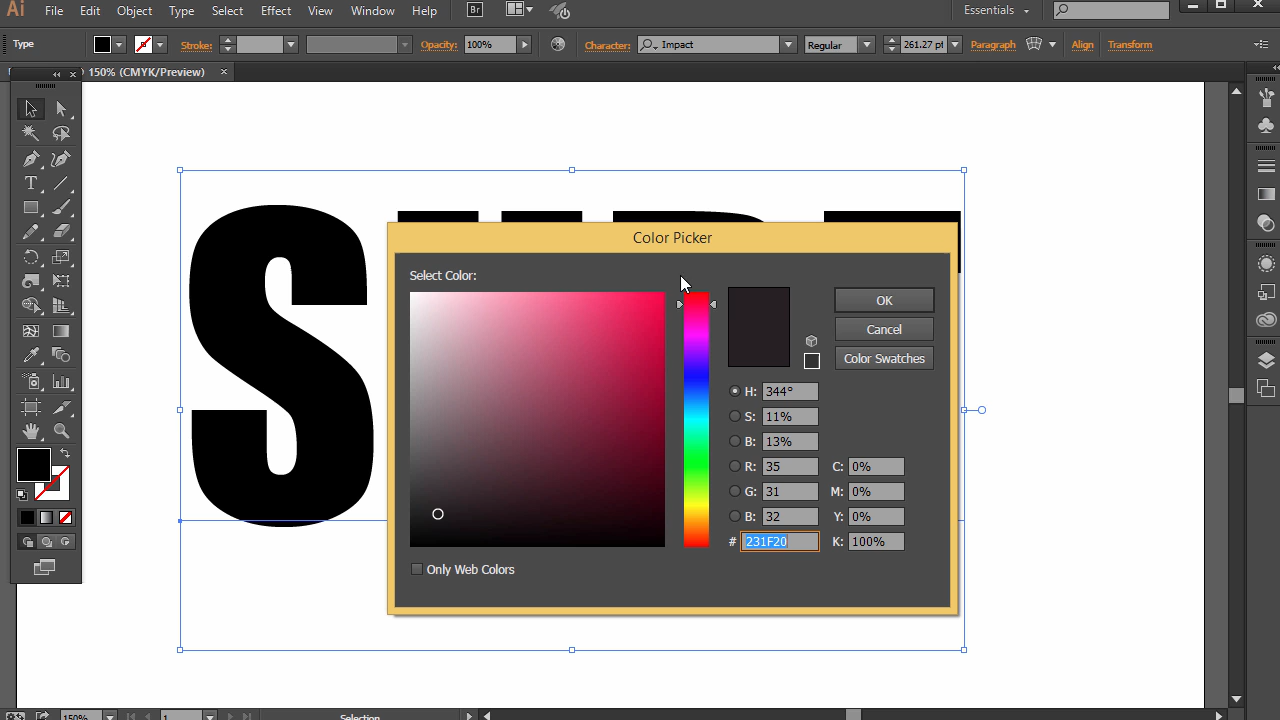 Ai File Edit Object Type Select Effect View Window Help Br Essentials
Type Stroke: Opacity: 100% Character: Impact Regular 261.27 pt Paragraph Align Transform
150% (CMYK/Preview) ×
S
Color Picker
Select Color:
OK
Cancel
Color Swatches
H: 344°
S: 11%
B: 13%
R: 35 C: 0%
G: 31 M: 0%
B: 32 Y: 0%
# 231F20 K: 100%
Only Web Colors
150% 1 Selection